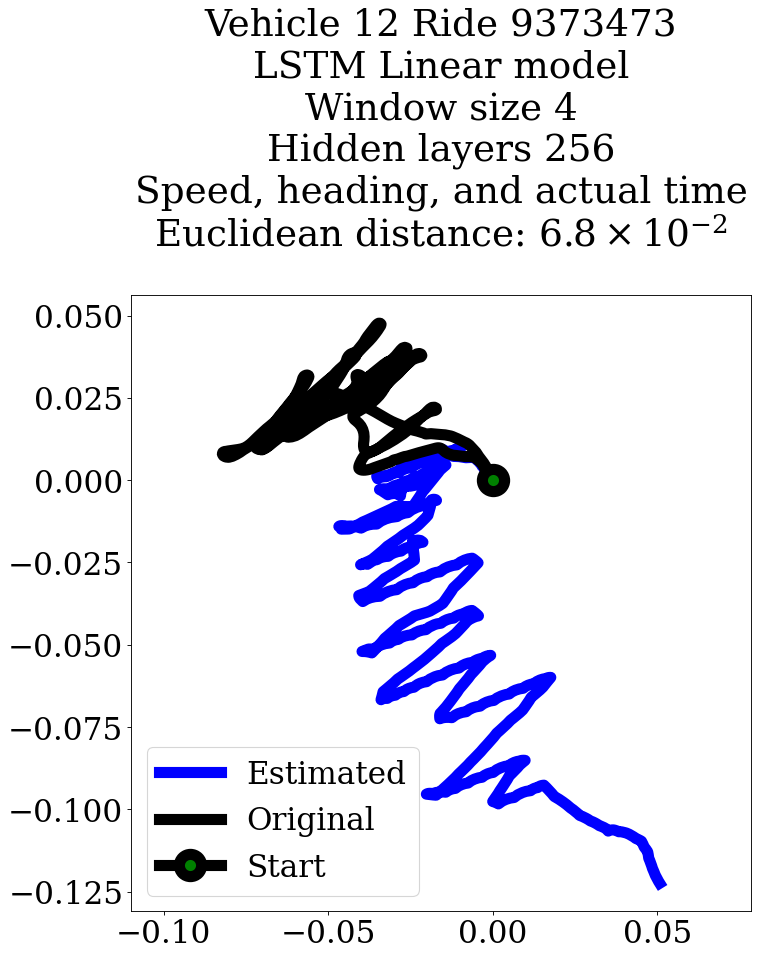 Vehicle 12 Ride 9373473
LSTM Linear model
Window size 4
Hidden layers 256
Speed, heading, and actual time
Euclidean distance: 6.8 × 10⁻²
0.050
0.025
0.000
−0.025
−0.050
−0.075
−0.100
−0.125
Estimated
Original
Start
−0.10
−0.05
0.00
0.05